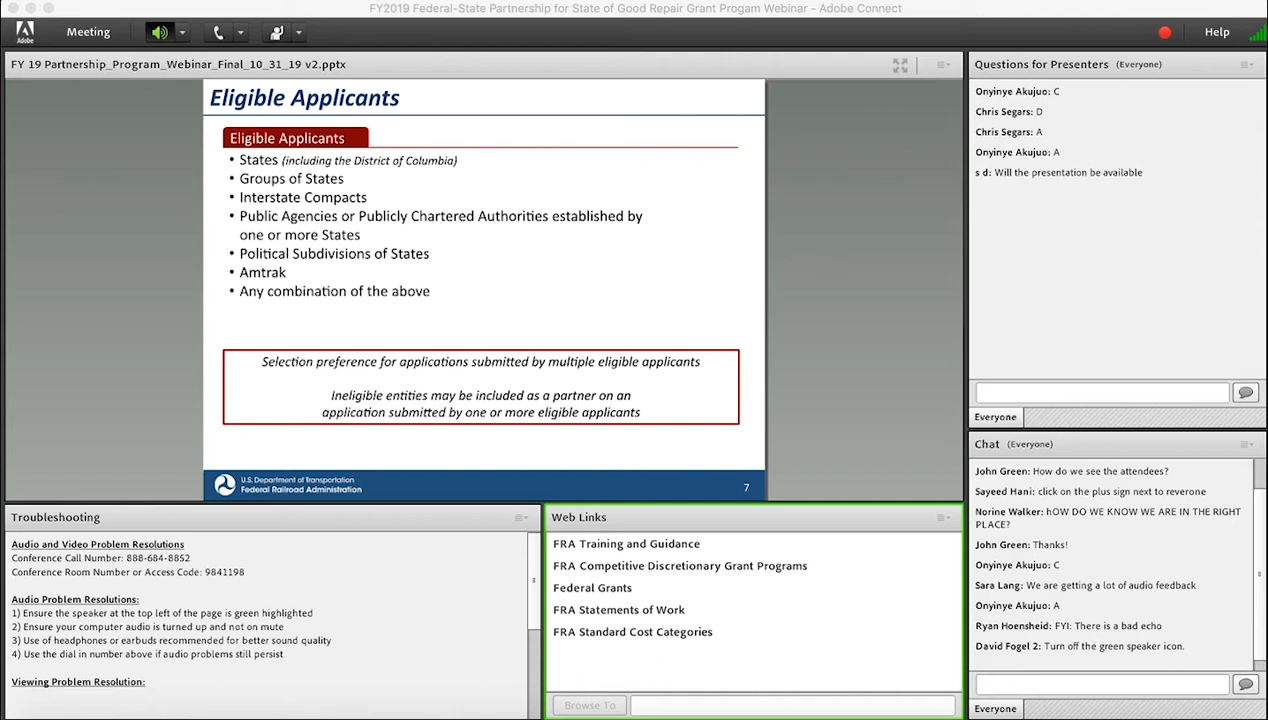 FY2019 Federal-State Partnership for State of Good Repair Grant Progam Webinar - Adobe Connect
Adobe
Meeting
Help
FY 19 Partnership_Program_Webinar_Final_10_31_19 v2.pptx
Eligible Applicants
Eligible Applicants
• States (including the District of Columbia)
• Groups of States
• Interstate Compacts
• Public Agencies or Publicly Chartered Authorities established by
one or more States
• Political Subdivisions of States
• Amtrak
• Any combination of the above
Selection preference for applications submitted by multiple eligible applicants
Ineligible entities may be included as a partner on an
application submitted by one or more eligible applicants
U.S. Department of Transportation
Federal Railroad Administration
7
Questions for Presenters (Everyone)
Onyinye Akujuo: C
Chris Segars: D
Chris Segars: A
Onyinye Akujuo: A
s d: Will the presentation be available
Everyone
Chat (Everyone)
John Green: How do we see the attendees?
Sayeed Hani: click on the plus sign next to reverone
Norine Walker: hOW DO WE KNOW WE ARE IN THE RIGHT
PLACE?
John Green: Thanks!
Onyinye Akujuo: C
Sara Lang: We are getting a lot of audio feedback
Onyinye Akujuo: A
Ryan Hoensheid: FYI: There is a bad echo
David Fogel 2: Turn off the green speaker icon.
Everyone
Troubleshooting
Audio and Video Problem Resolutions
Conference Call Number: 888-684-8852
Conference Room Number or Access Code: 9841198
Audio Problem Resolutions:
1) Ensure the speaker at the top left of the page is green highlighted
2) Ensure your computer audio is turned up and not on mute
3) Use of headphones or earbuds recommended for better sound quality
4) Use the dial in number above if audio problems still persist
Viewing Problem Resolution:
Web Links
FRA Training and Guidance
FRA Competitive Discretionary Grant Programs
Federal Grants
FRA Statements of Work
FRA Standard Cost Categories
Browse To